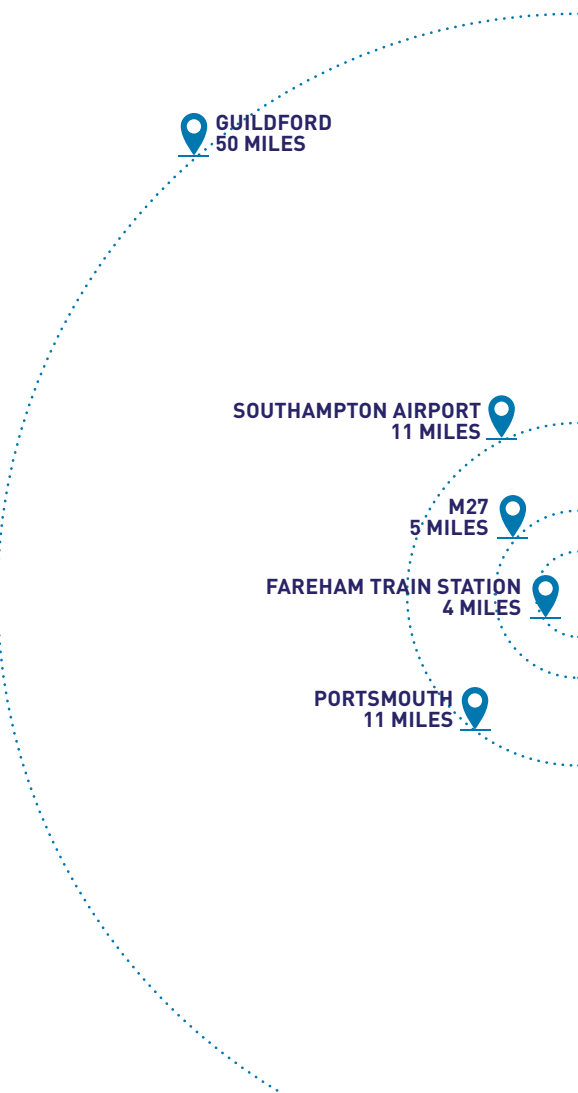 GUILDFORD
50 MILES
SOUTHAMPTON AIRPORT
11 MILES
M27
5 MILES
FAREHAM TRAIN STATION
4 MILES
PORTSMOUTH
11 MILES